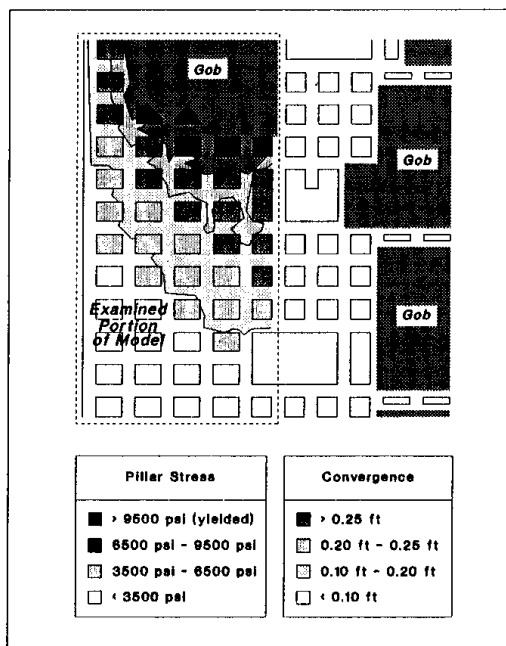 Gob
Gob
Gob
Examined
Portion
of Model
Pillar Stress
> 9500 psi (yielded)
6500 psi - 9500 psi
3500 psi - 6500 psi
< 3500 psi
Convergence
> 0.25 ft
0.20 ft - 0.25 ft
0.10 ft - 0.20 ft
< 0.10 ft